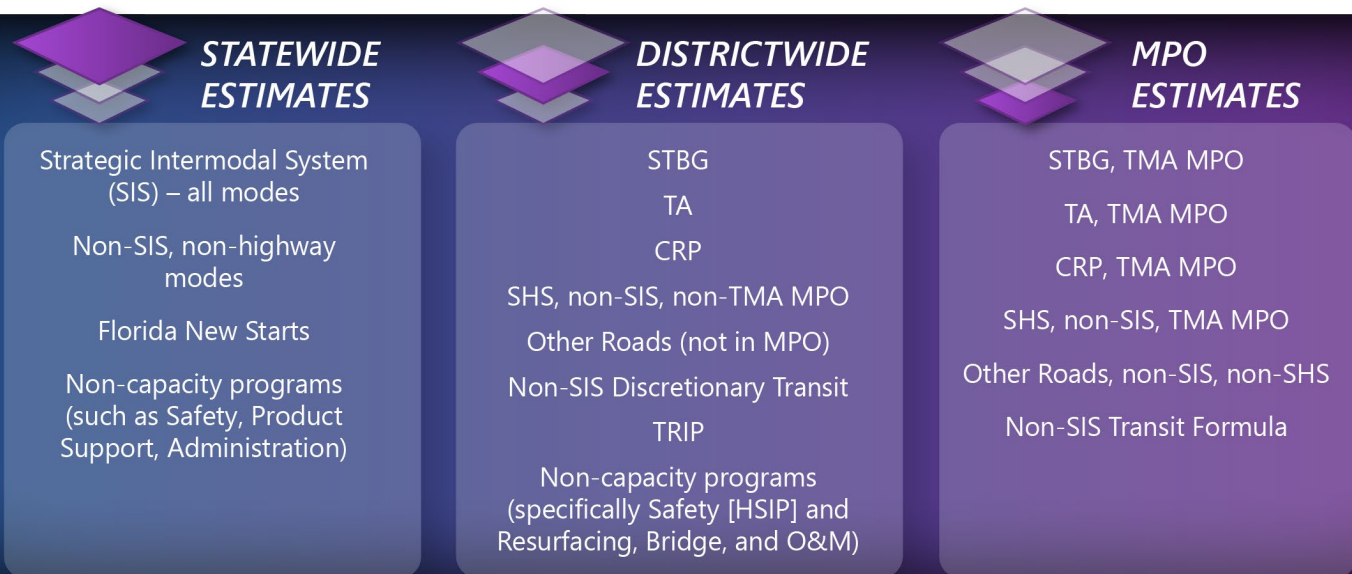 STATEWIDE
ESTIMATES
Strategic Intermodal System
(SIS) – all modes
Non-SIS, non-highway
modes
Florida New Starts
Non-capacity programs
(such as Safety, Product
Support, Administration)
DISTRICTWIDE
ESTIMATES
STBG
TA
CRP
SHS, non-SIS, non-TMA MPO
Other Roads (not in MPO)
Non-SIS Discretionary Transit
TRIP
Non-capacity programs
(specifically Safety [HSIP] and
Resurfacing, Bridge, and O&M)
MPO
ESTIMATES
STBG, TMA MPO
TA, TMA MPO
CRP, TMA MPO
SHS, non-SIS, TMA MPO
Other Roads, non-SIS, non-SHS
Non-SIS Transit Formula